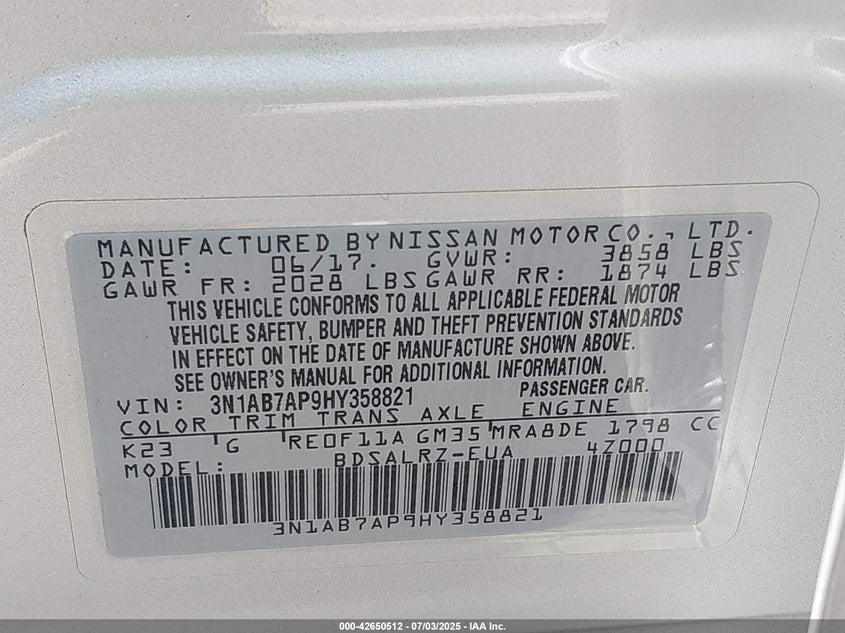 MANUFACTURED BY NISSAN MOTOR CO., LTD.
DATE: 06/17. GVWR: 3858 LBS
GAWR FR: 2028 LBS GAWR RR: 1874 LBS
THIS VEHICLE CONFORMS TO ALL APPLICABLE FEDERAL MOTOR
VEHICLE SAFETY, BUMPER AND THEFT PREVENTION STANDARDS
IN EFFECT ON THE DATE OF MANUFACTURE SHOWN ABOVE.
SEE OWNER'S MANUAL FOR ADDITIONAL INFORMATION.
VIN: 3N1AB7AP9HY358821 PASSENGER CAR.
COLOR TRIM TRANS AXLE ENGINE
K23 G RE0F11A GM35 MRA8DE 1798 CC
MODEL: BDSALRZ-EUA 4Z000
3N1AB7AP9HY358821
000-42650512 - 07/03/2025 - IAA Inc.